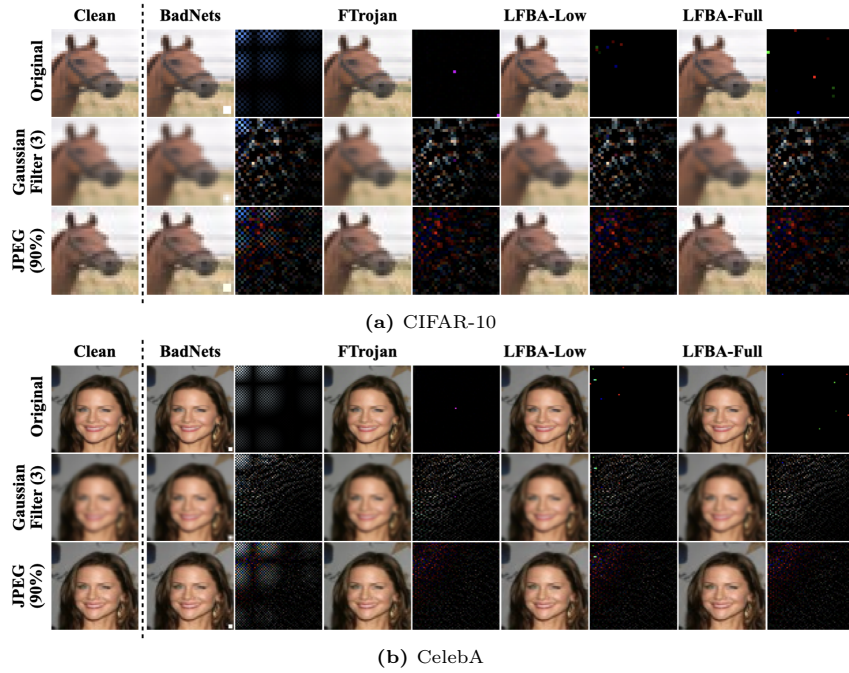 Clean BadNets FTrojan LFBA-Low LFBA-Full
Original
Gaussian
Filter (3)
JPEG
(90%)
(a) CIFAR-10
Clean BadNets FTrojan LFBA-Low LFBA-Full
Original
Gaussian
Filter (3)
JPEG
(90%)
(b) CelebA